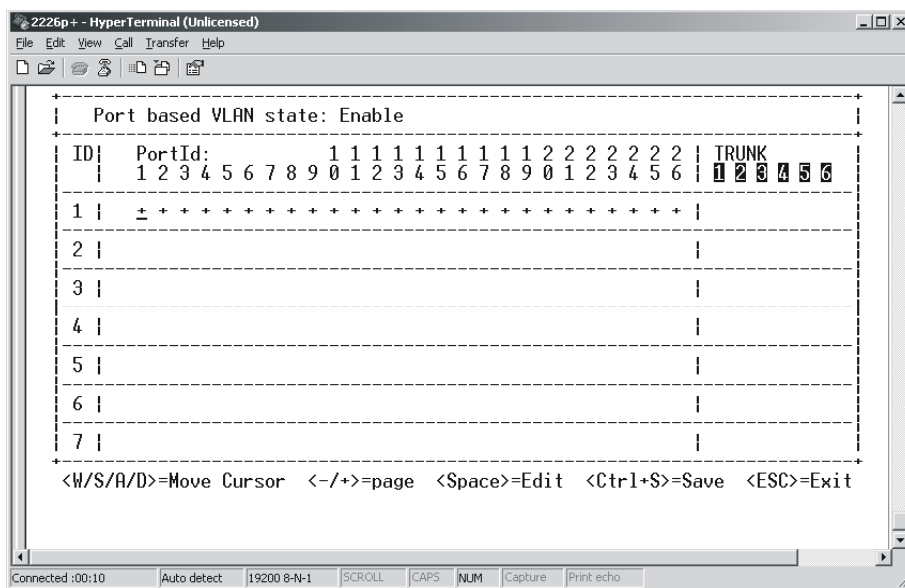 2226p+ - HyperTerminal (Unlicensed)
File Edit View Call Transfer Help
Port based VLAN state: Enable
ID PortId: 1 1 1 1 1 1 1 1 1 1 2 2 2 2 2 2 2 TRUNK
1 2 3 4 5 6 7 8 9 0 1 2 3 4 5 6 7 8 9 0 1 2 3 4 5 6 1 2 3 4 5 6
1 + + + + + + + + + + + + + + + + + + + + + + + + + +
2
3
4
5
6
7
<W/S/A/D>=Move Cursor <-/+>=page <Space>=Edit <Ctrl+S>=Save <ESC>=Exit
Connected :00:10 Auto detect 19200 8-N-1 SCROLL CAPS NUM Capture Print echo